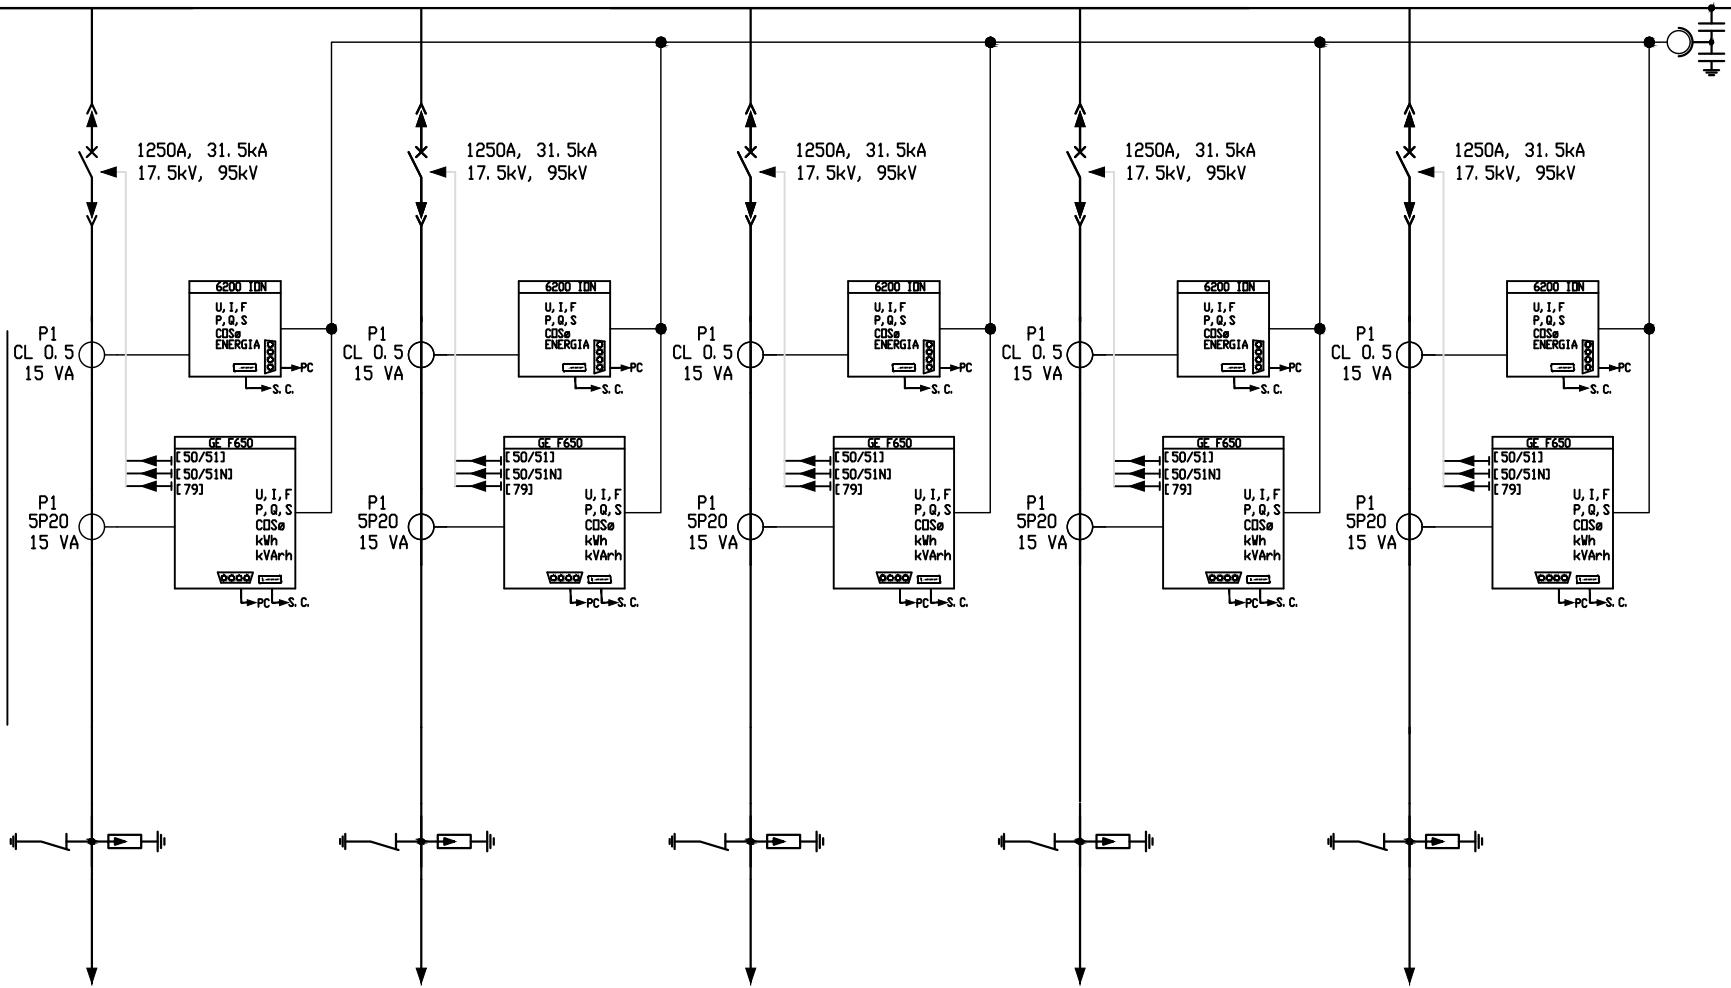 1250A, 31.5kA
17.5kV, 95kV
6200 ION
U, I, F
P, Q, S
COSø
ENERGIA
PC
S.C.
P1
CL 0.5
15 VA
GE F650
[50/51]
[50/51N]
[79]
U, I, F
P, Q, S
COSø
kWh
kVArh
PC
S.C.
P1
5P20
15 VA
1250A, 31.5kA
17.5kV, 95kV
6200 ION
U, I, F
P, Q, S
COSø
ENERGIA
PC
S.C.
P1
CL 0.5
15 VA
GE F650
[50/51]
[50/51N]
[79]
U, I, F
P, Q, S
COSø
kWh
kVArh
PC
S.C.
P1
5P20
15 VA
1250A, 31.5kA
17.5kV, 95kV
6200 ION
U, I, F
P, Q, S
COSø
ENERGIA
PC
S.C.
P1
CL 0.5
15 VA
GE F650
[50/51]
[50/51N]
[79]
U, I, F
P, Q, S
COSø
kWh
kVArh
PC
S.C.
P1
5P20
15 VA
1250A, 31.5kA
17.5kV, 95kV
6200 ION
U, I, F
P, Q, S
COSø
ENERGIA
PC
S.C.
P1
CL 0.5
15 VA
GE F650
[50/51]
[50/51N]
[79]
U, I, F
P, Q, S
COSø
kWh
kVArh
PC
S.C.
P1
5P20
15 VA
1250A, 31.5kA
17.5kV, 95kV
6200 ION
U, I, F
P, Q, S
COSø
ENERGIA
PC
S.C.
P1
CL 0.5
15 VA
GE F650
[50/51]
[50/51N]
[79]
U, I, F
P, Q, S
COSø
kWh
kVArh
PC
S.C.
P1
5P20
15 VA